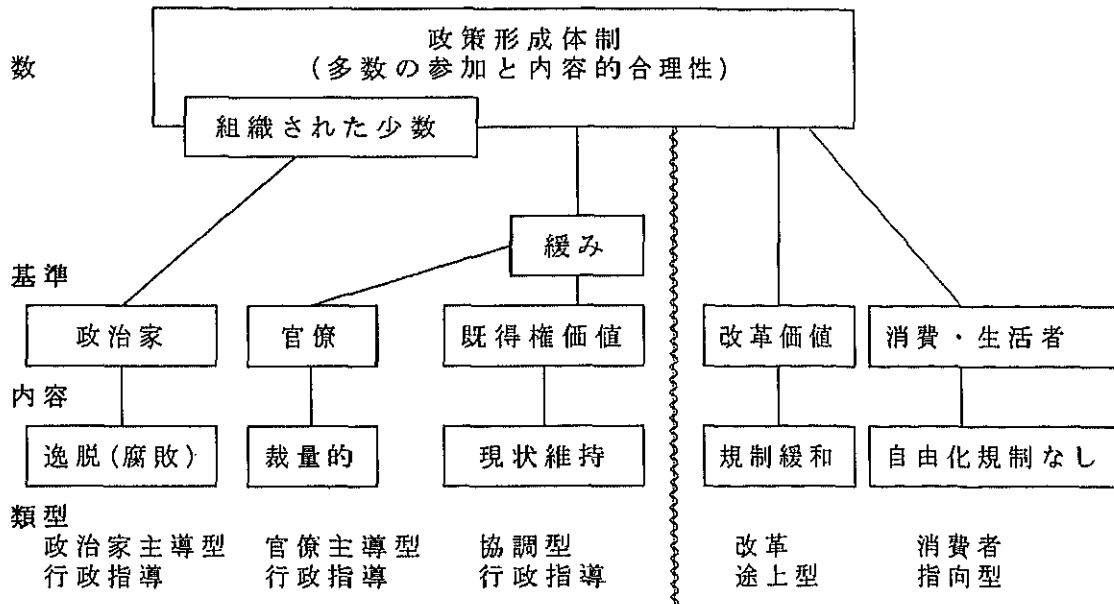 数
政策形成体制
(多数の参加と内容的合理性)
組織された少数
緩み
基準
政治家
官僚
既得権価値
改革価値
消費・生活者
内容
逸脱(腐敗)
裁量的
現状維持
規制緩和
自由化規制なし
類型
政治家主導型
行政指導
官僚主導型
行政指導
協調型
行政指導
改革
途上型
消費者
指向型